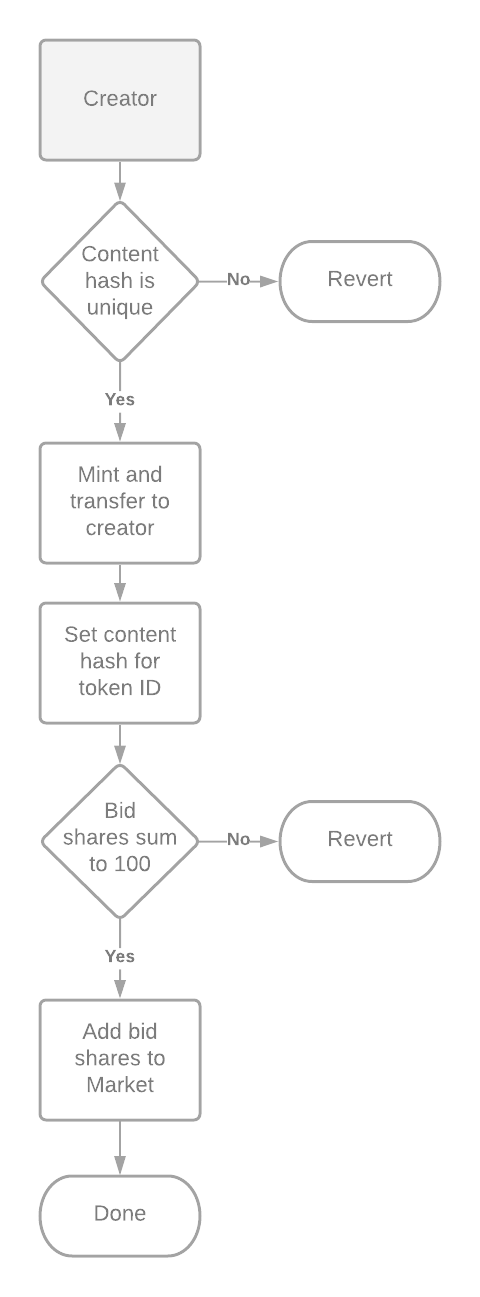 Creator
Content
hash is
unique
No
Revert
Yes
Mint and
transfer to
creator
Set content
hash for
token ID
Bid
shares sum
to 100
No
Revert
Yes
Add bid
shares to
Market
Done